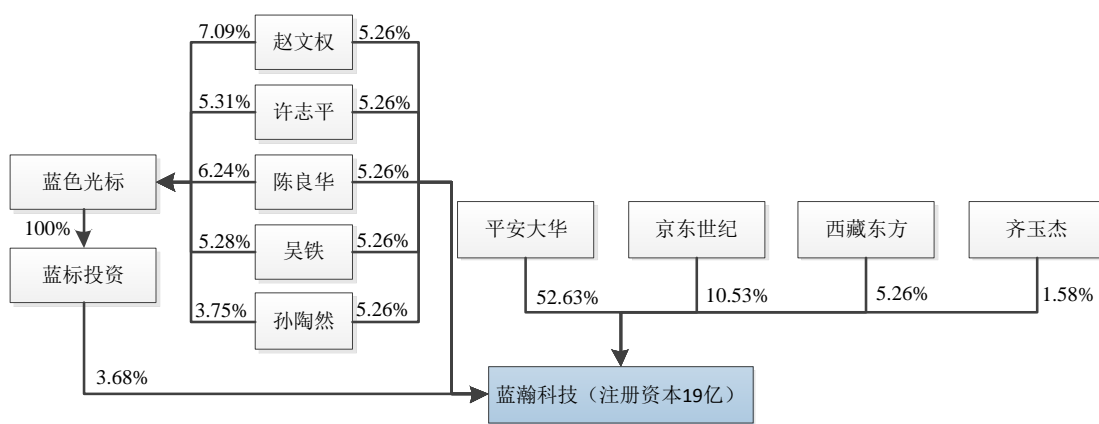 7.09%
赵文权
5.26%
5.31%
许志平
5.26%
蓝色光标
6.24%
陈良华
5.26%
平安大华
京东世纪
西藏东方
齐玉杰
100%
蓝标投资
5.28%
吴铁
5.26%
52.63%
10.53%
5.26%
1.58%
3.75%
孙陶然
5.26%
3.68%
蓝瀚科技（注册资本19亿）